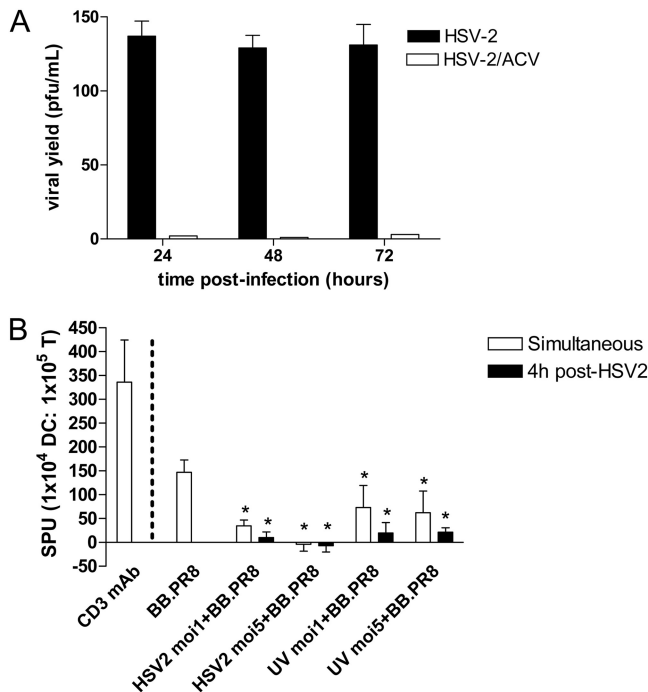 A
HSV-2
HSV-2/ACV
viral yield (pfu/mL)
150
100
50
0
24 48 72
time post-infection (hours)
B
Simultaneous
4h post-HSV2
SPU (1x10⁴ DC: 1x10⁵ T)
450
400
350
300
250
200
150
100
50
0
-50
* * * * * * * *
CD3 mAb
BB.PR8
HSV2 moi1+BB.PR8
HSV2 moi5+BB.PR8
UV moi1+BB.PR8
UV moi5+BB.PR8